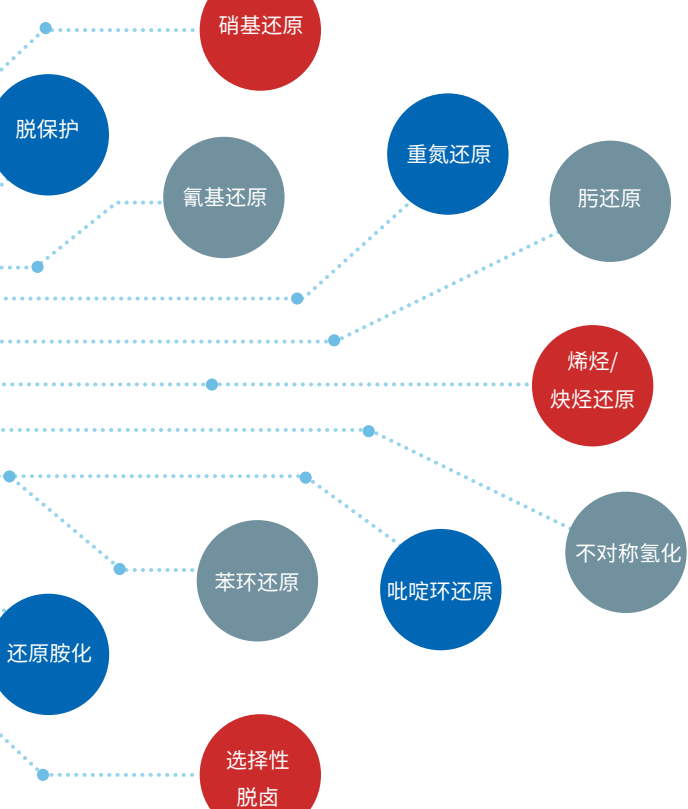 硝基还原
脱保护
重氮还原
氰基还原
肟还原
烯烃/
炔烃还原
不对称氢化
苯环还原
吡啶环还原
还原胺化
选择性
脱卤